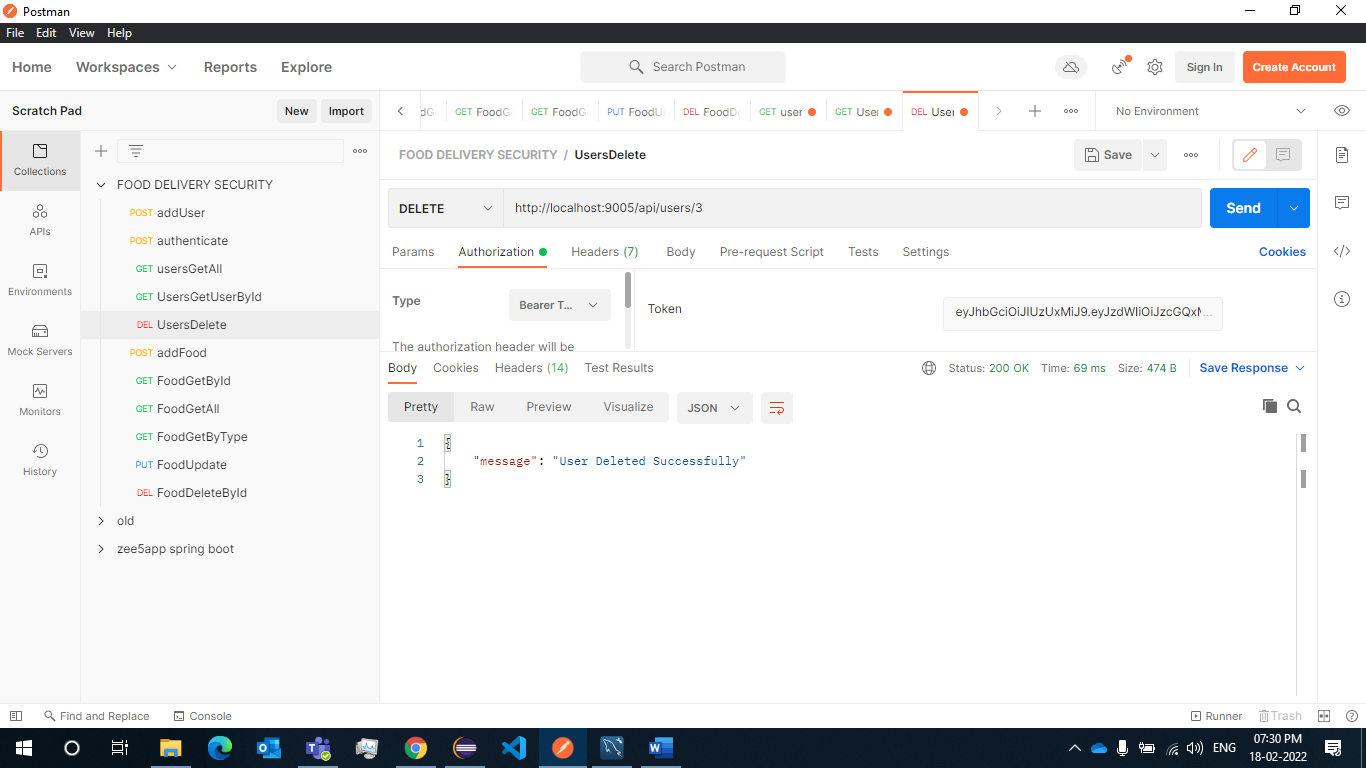 Postman
File Edit View Help
Home Workspaces Reports Explore Search Postman Sign In Create Account
Scratch Pad New Import
GET FoodG GET FoodG PUT FoodU DEL FoodD GET user GET User DEL User No Environment
Collections
APIs
Environments
Mock Servers
Monitors
History
FOOD DELIVERY SECURITY
POST addUser
POST authenticate
GET usersGetAll
GET UsersGetUserById
DEL UsersDelete
POST addFood
GET FoodGetById
GET FoodGetAll
GET FoodGetByType
PUT FoodUpdate
DEL FoodDeleteById
old
zee5app spring boot
FOOD DELIVERY SECURITY / UsersDelete Save
DELETE http://localhost:9005/api/users/3 Send
Params Authorization Headers (7) Body Pre-request Script Tests Settings Cookies
Type Bearer T...
The authorization header will be
Token eyJhbGciOiJIUzUxMiJ9.eyJzdWIiOiJzcGQxM...
Body Cookies Headers (14) Test Results Status: 200 OK Time: 69 ms Size: 474 B Save Response
Pretty Raw Preview Visualize JSON
1 {
2 "message": "User Deleted Successfully"
3 }
Find and Replace Console Runner Trash
ENG 07:30 PM
18-02-2022